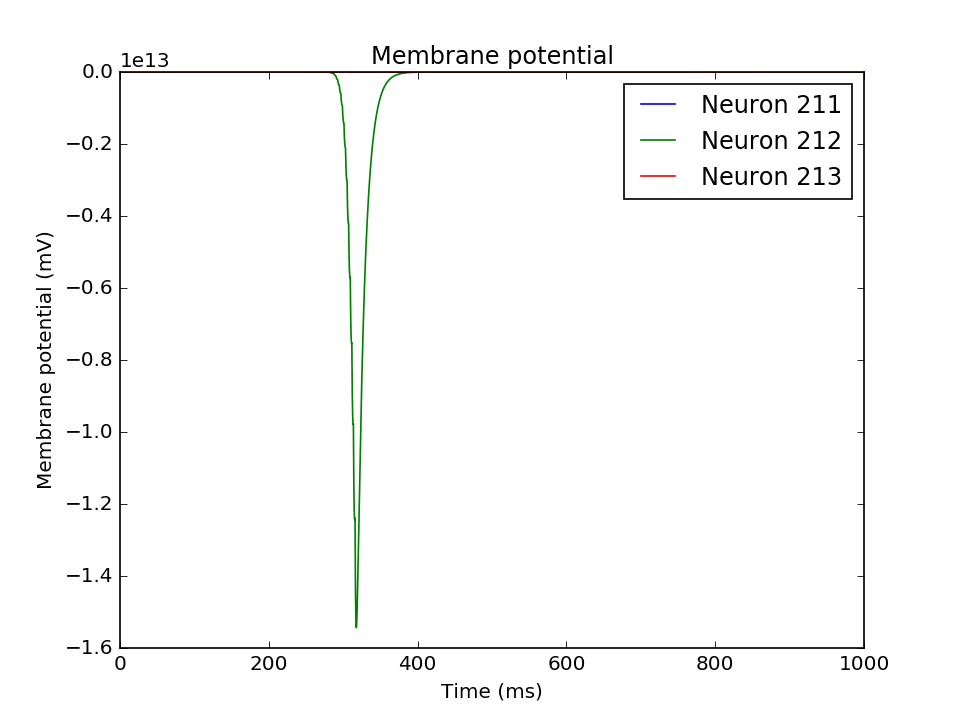 Membrane potential
1e13
0.0
−0.2
−0.4
−0.6
−0.8
−1.0
−1.2
−1.4
−1.6
Membrane potential (mV)
Neuron 211
Neuron 212
Neuron 213
0 200 400 600 800 1000
Time (ms)